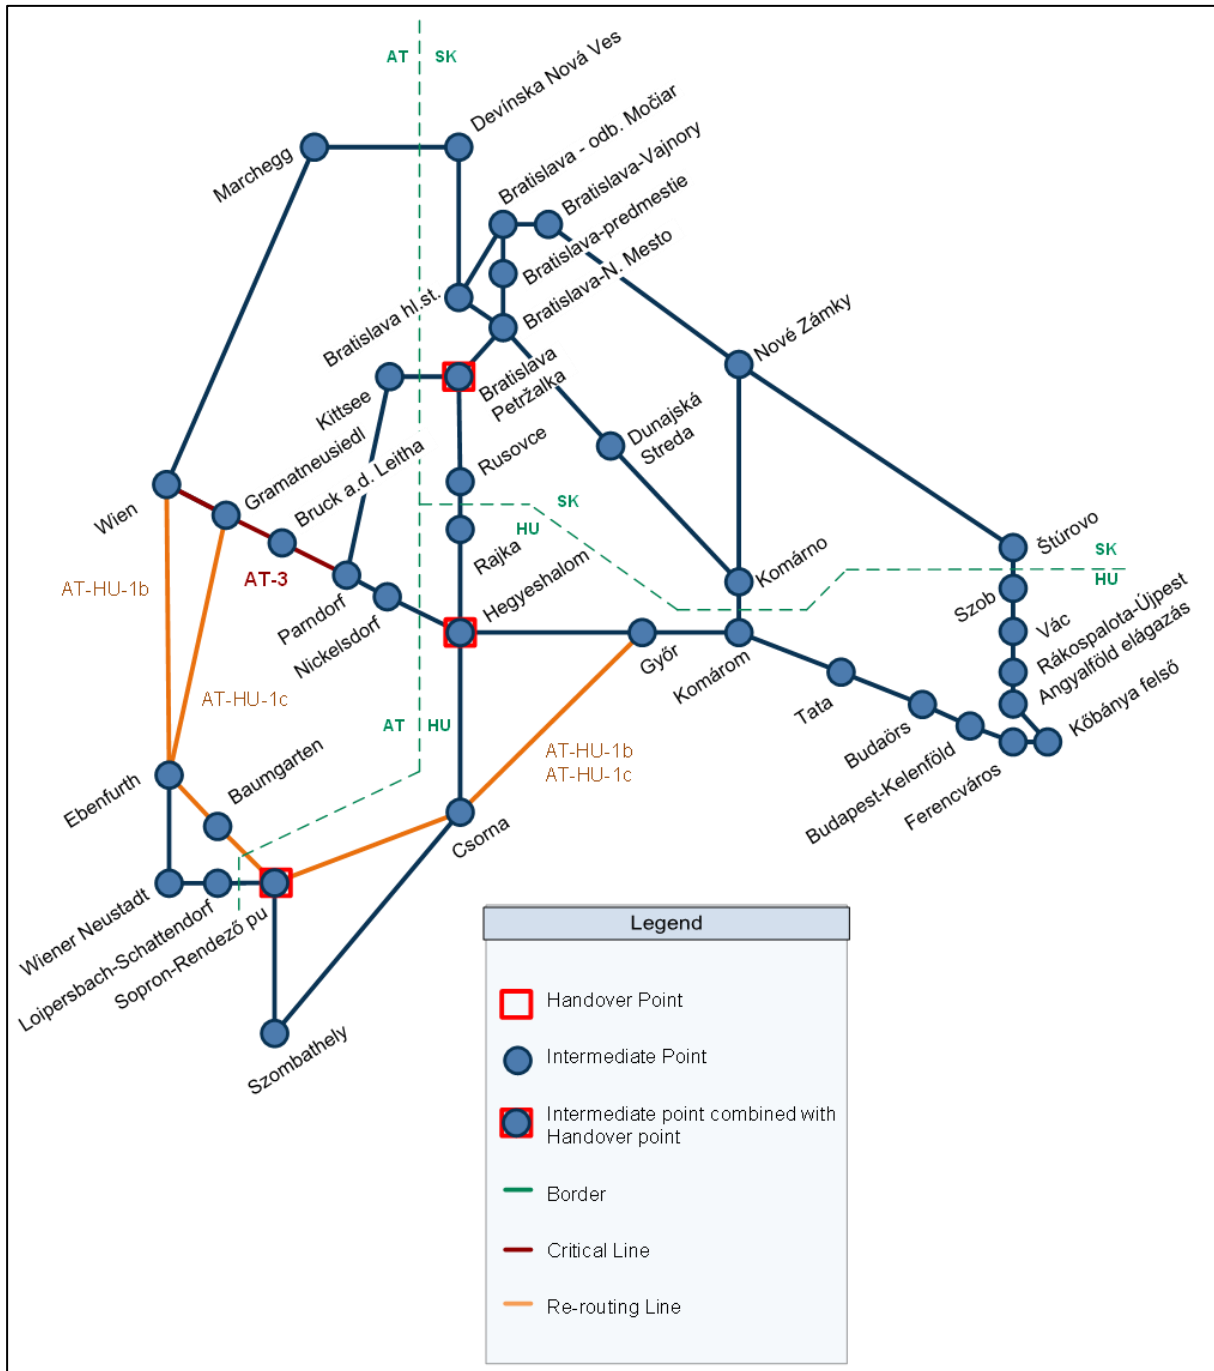 AT
SK
Devínska Nová Ves
Marchegg
Bratislava - odb. Močiar
Bratislava-Vajnory
Bratislava-predmestie
Bratislava-N. Mesto
Bratislava hl.st.
Nové Zámky
Kittsee
Bratislava
Petržalka
Gramatneusiedl
Bruck a.d. Leitha
Dunajská
Streda
Rusovce
Wien
SK
HU
Rajka
Štúrovo
SK
HU
AT-3
AT-HU-1b
Parndorf
Nickelsdorf
Hegyeshalom
Komárno
Szob
Vác
Rákospalota-Újpest
Angyalföld elágazás
Győr
Komárom
Kőbánya felső
Tata
AT-HU-1c
AT
HU
Budaörs
Budapest-Kelenföld
Ferencváros
AT-HU-1b
AT-HU-1c
Ebenfurth
Baumgarten
Csorna
Wiener Neustadt
Loipersbach-Schattendorf
Sopron-Rendező pu
Szombathely
Legend
Handover Point
Intermediate Point
Intermediate point combined with
Handover point
Border
Critical Line
Re-routing Line